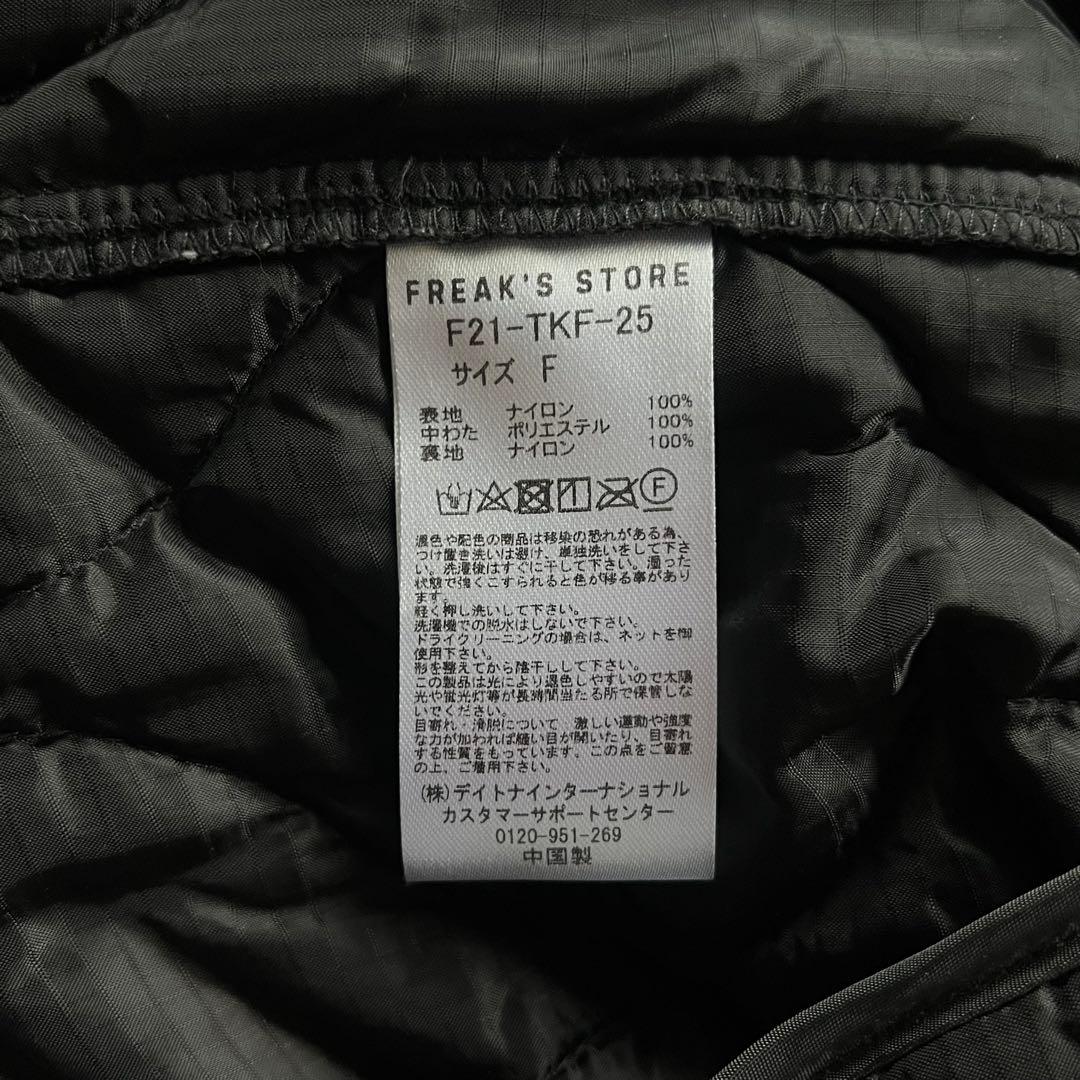 FREAK'S STORE
F21-TKF-25
サイズ F
表地 ナイロン 100%
中わた ポリエステル 100%
裏地 ナイロン 100%
F
濃色や配色の商品は移染の恐れがある為、
つけ置き洗いは避け、単独洗いをして下さ
い。洗濯後はすぐに干して下さい。湿った
状態で強くこすられると色が移る事があり
ます。
軽く押し洗いして下さい。
洗濯機での脱水はしないで下さい。
ドライクリーニングの場合は、ネットを御
使用下さい。
形を整えてから陰干しして下さい。
この製品は光により退色しやすいので太陽
光や蛍光灯等が長時間当たる所で保管しな
いでください。
目寄れ・滑脱について 激しい運動や強度
な力が加われば縫い目が開いたり、目寄れ
する性質をもっています。この点をご留意
の上、ご着用下さい。
(株)デイトナインターナショナル
カスタマーサポートセンター
0120-951-269
中国製